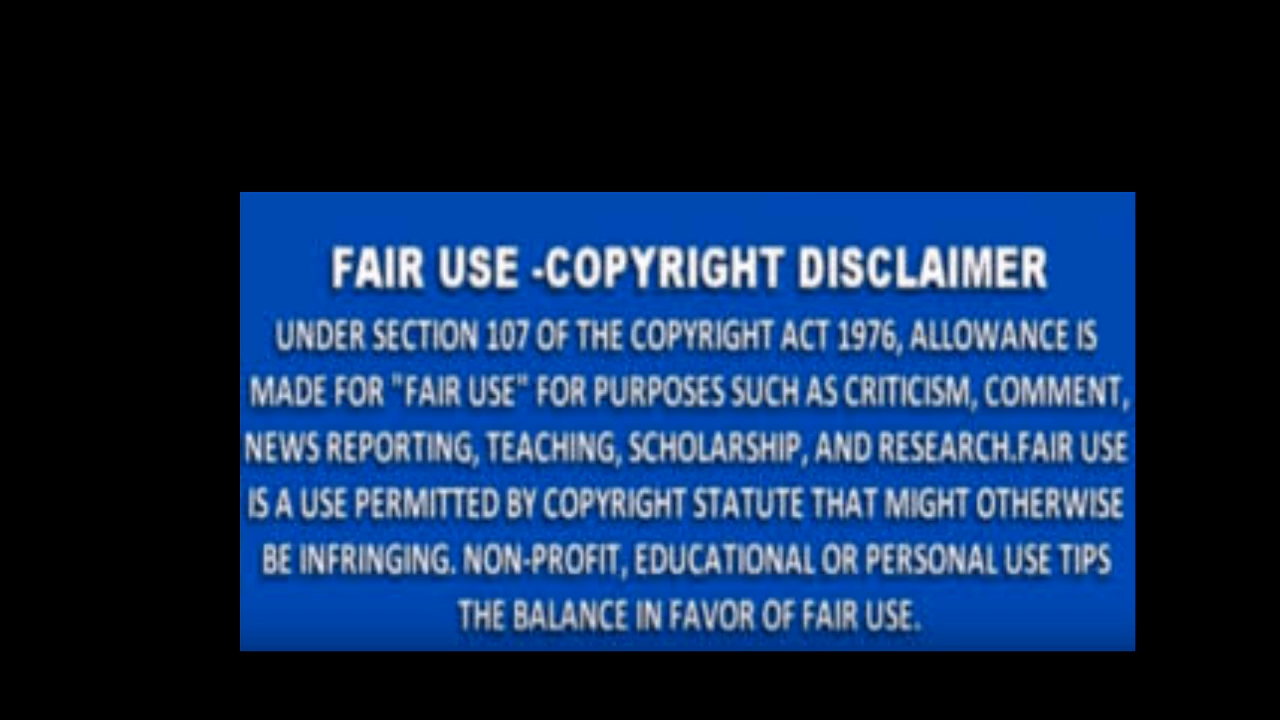 FAIR USE -COPYRIGHT DISCLAIMER
UNDER SECTION 107 OF THE COPYRIGHT ACT 1976, ALLOWANCE IS
MADE FOR "FAIR USE" FOR PURPOSES SUCH AS CRITICISM, COMMENT,
NEWS REPORTING, TEACHING, SCHOLARSHIP, AND RESEARCH.FAIR USE
IS A USE PERMITTED BY COPYRIGHT STATUTE THAT MIGHT OTHERWISE
BE INFRINGING. NON-PROFIT, EDUCATIONAL OR PERSONAL USE TIPS
THE BALANCE IN FAVOR OF FAIR USE.